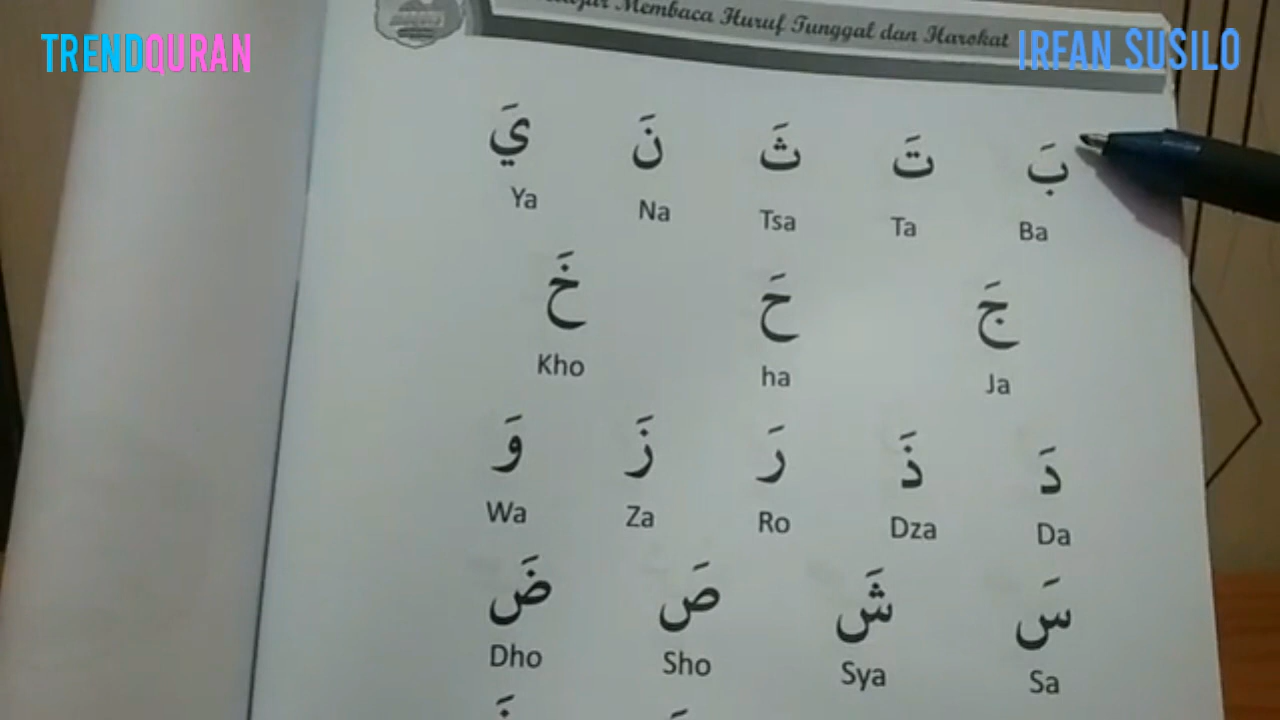 TRENDQURAN
IRFAN SUSILO
Membaca Huruf Tunggal dan Harokat
بَ تَ ثَ نَ يَ
Ya Na Tsa Ta Ba
جَ حَ خَ
Kho ha Ja
دَ ذَ رَ زَ وَ
Wa Za Ro Dza Da
سَ شَ صَ ضَ
Dho Sho Sya Sa